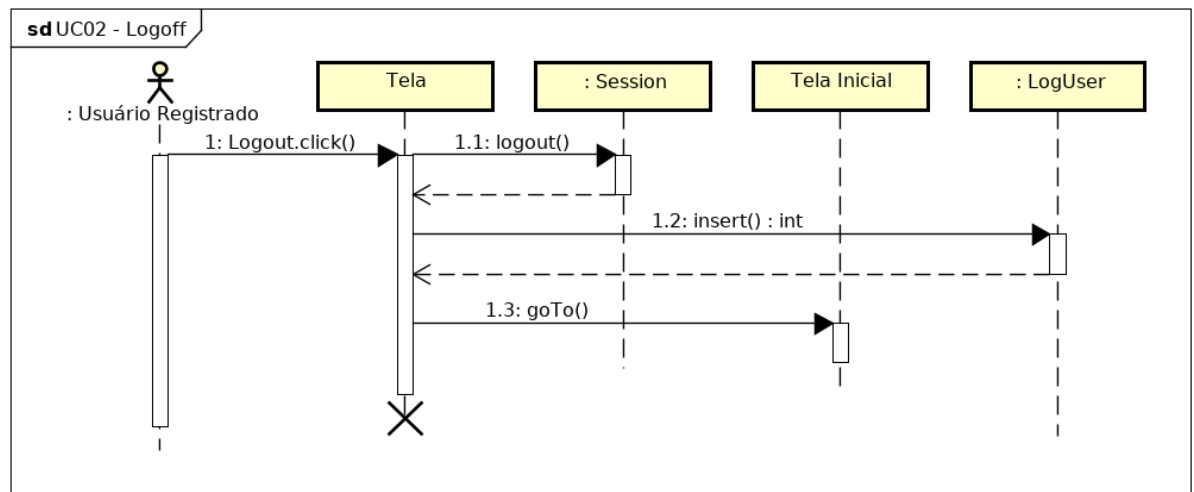 sd UC02 - Logoff
: Usuário Registrado
Tela
: Session
Tela Inicial
: LogUser
1: Logout.click()
1.1: logout()
1.2: insert() : int
1.3: goTo()